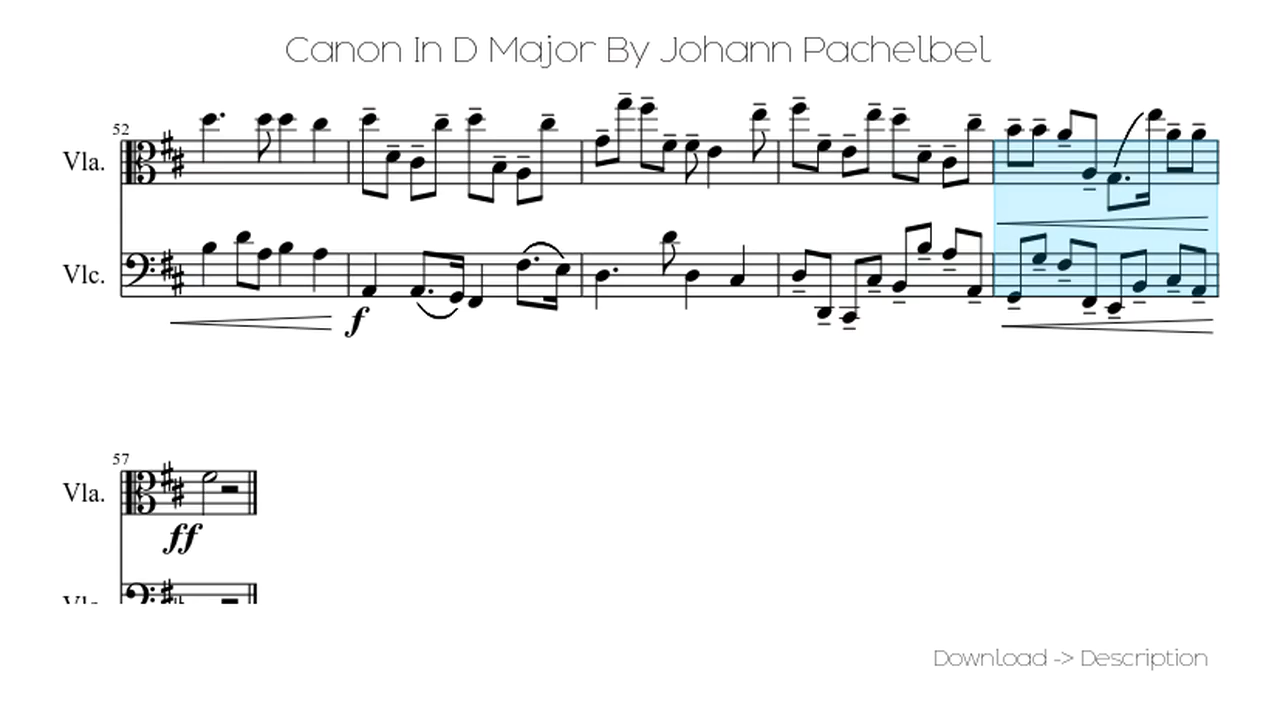 Canon In D Major By Johann Pachelbel
52
Vla.
Vlc.
f
57
Vla.
ff
Download -> Description